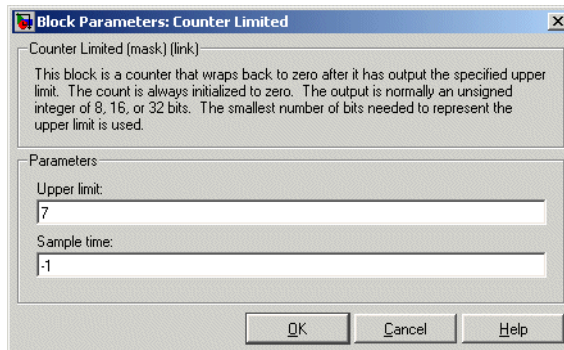 Block Parameters: Counter Limited
Counter Limited (mask) (link)
This block is a counter that wraps back to zero after it has output the specified upper
limit.  The count is always initialized to zero.  The output is normally an unsigned
integer of 8, 16, or 32 bits.  The smallest number of bits needed to represent the
upper limit is used.
Parameters
Upper limit:
7
Sample time:
-1
OK Cancel Help